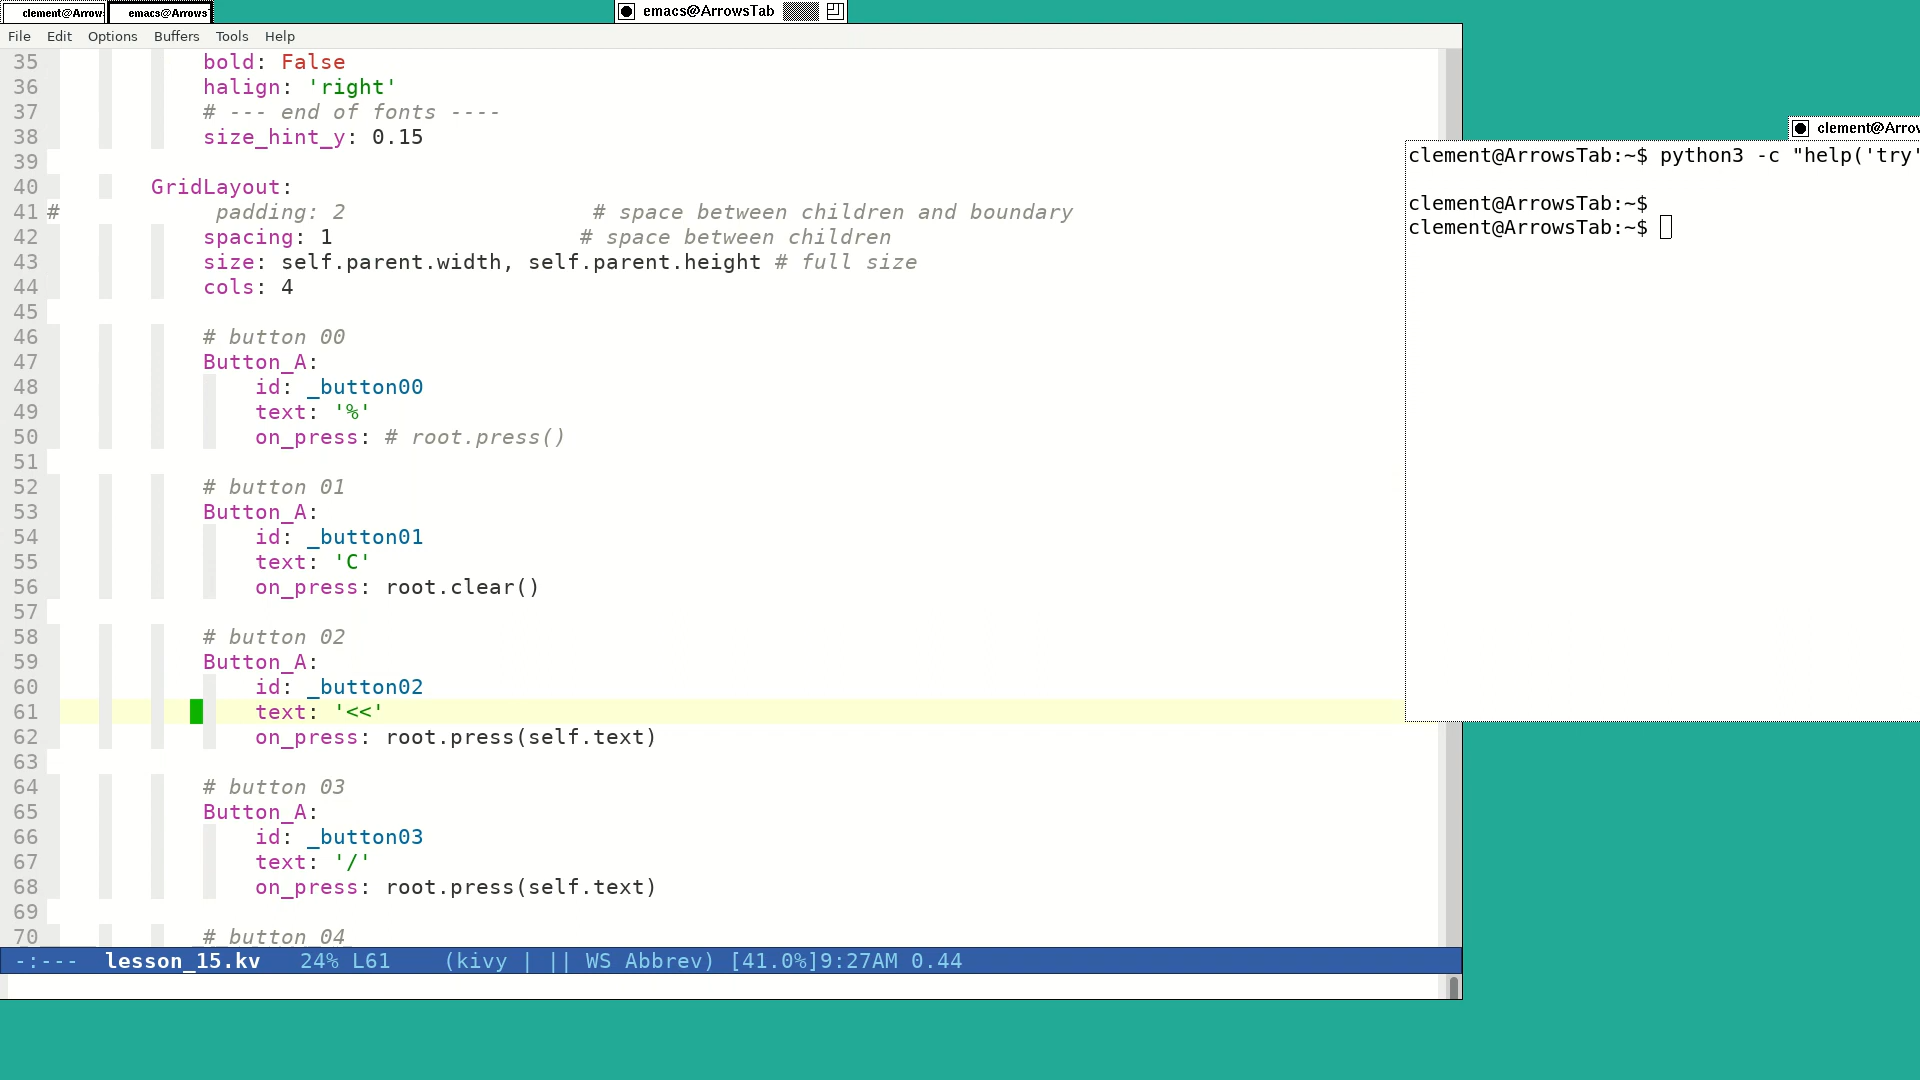 clement@Arrow
emacs@ArrowsT
emacs@ArrowsTab
File Edit Options Buffers Tools Help
35 bold: False
36 halign: 'right'
37 # --- end of fonts ----
38 size_hint_y: 0.15
39
40 GridLayout:
41 # padding: 2 # space between children and boundary
42 spacing: 1 # space between children
43 size: self.parent.width, self.parent.height # full size
44 cols: 4
45
46 # button 00
47 Button_A:
48 id: _button00
49 text: '%'
50 on_press: # root.press()
51
52 # button 01
53 Button_A:
54 id: _button01
55 text: 'C'
56 on_press: root.clear()
57
58 # button 02
59 Button_A:
60 id: _button02
61 text: '<<'
62 on_press: root.press(self.text)
63
64 # button 03
65 Button_A:
66 id: _button03
67 text: '/'
68 on_press: root.press(self.text)
69
70 # button 04
-:--- lesson_15.kv 24% L61 (kivy | || WS Abbrev) [41.0%]9:27AM 0.44
clement@Arrow
clement@ArrowsTab:~$ python3 -c "help('try'
clement@ArrowsTab:~$
clement@ArrowsTab:~$